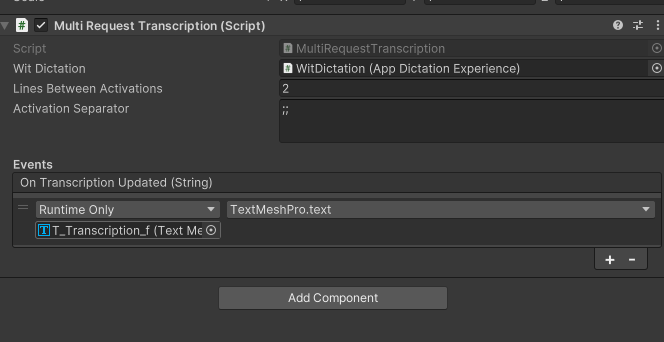 Multi Request Transcription (Script)
Script MultiRequestTranscription
Wit Dictation WitDictation (App Dictation Experience)
Lines Between Activations 2
Activation Separator ;;
Events
On Transcription Updated (String)
Runtime Only TextMeshPro.text
T_Transcription_f (Text Me
Add Component